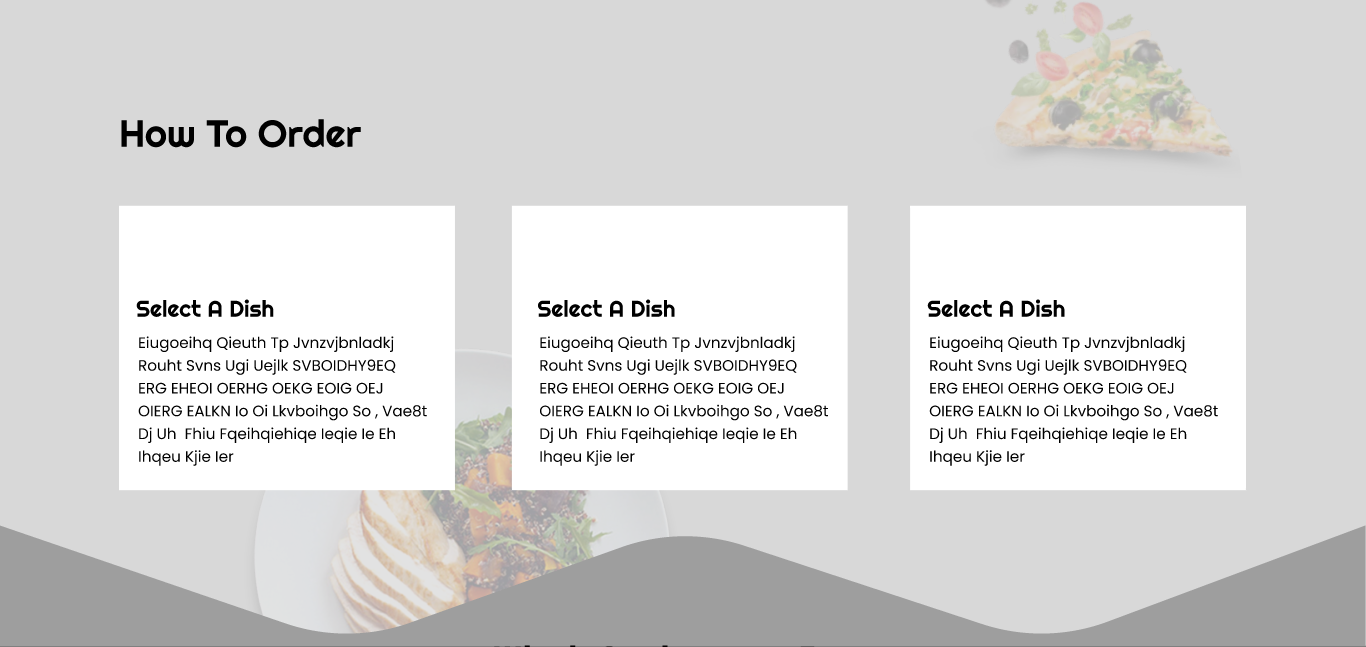 How To Order
Select A Dish
Eiugoeihq Qieuth Tp Jvnzvjbnladkj
Rouht Svns Ugi Uejlk SVBOIDHY9EQ
ERG EHEOI OERHG OEKG EOIG OEJ
OIERG EALKN Io Oi Lkvboihgo So , Vae8t
Dj Uh  Fhiu Fqeihqiehiqe Ieqie Ie Eh
Ihqeu Kjie Ier
Select A Dish
Eiugoeihq Qieuth Tp Jvnzvjbnladkj
Rouht Svns Ugi Uejlk SVBOIDHY9EQ
ERG EHEOI OERHG OEKG EOIG OEJ
OIERG EALKN Io Oi Lkvboihgo So , Vae8t
Dj Uh  Fhiu Fqeihqiehiqe Ieqie Ie Eh
Ihqeu Kjie Ier
Select A Dish
Eiugoeihq Qieuth Tp Jvnzvjbnladkj
Rouht Svns Ugi Uejlk SVBOIDHY9EQ
ERG EHEOI OERHG OEKG EOIG OEJ
OIERG EALKN Io Oi Lkvboihgo So , Vae8t
Dj Uh  Fhiu Fqeihqiehiqe Ieqie Ie Eh
Ihqeu Kjie Ier